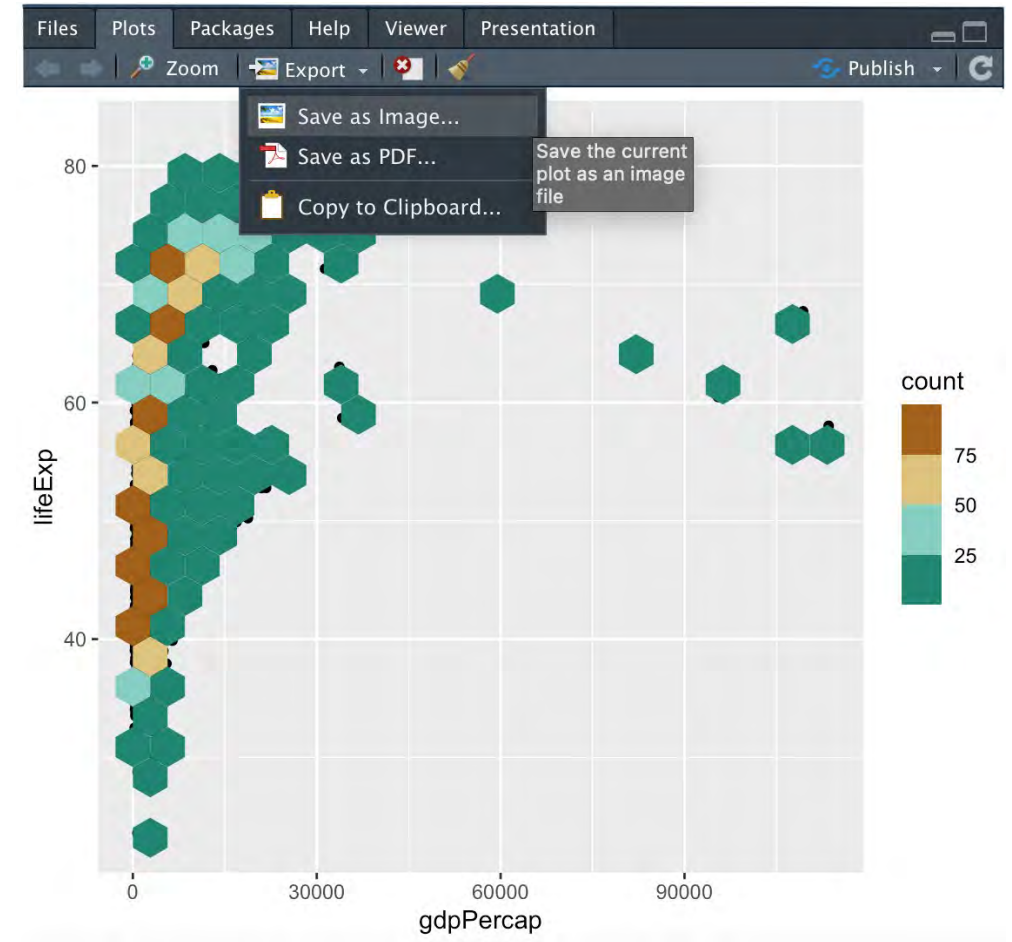 Files Plots Packages Help Viewer Presentation
Zoom Export Publish
Save as Image...
Save as PDF...
Copy to Clipboard...
Save the current
plot as an image
file
80
60
40
lifeExp
0 30000 60000 90000
gdpPercap
count
75
50
25